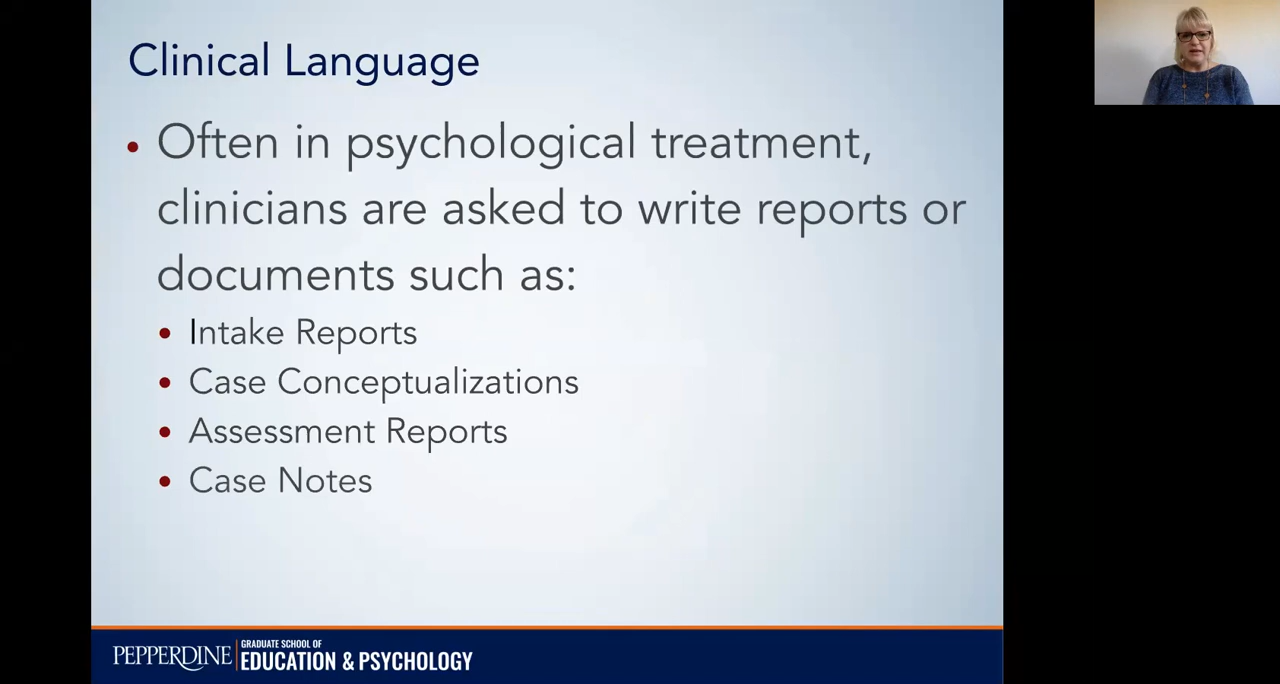 Clinical Language
• Often in psychological treatment,
clinicians are asked to write reports or
documents such as:
• Intake Reports
• Case Conceptualizations
• Assessment Reports
• Case Notes
PEPPERDINE GRADUATE SCHOOL OF
EDUCATION & PSYCHOLOGY